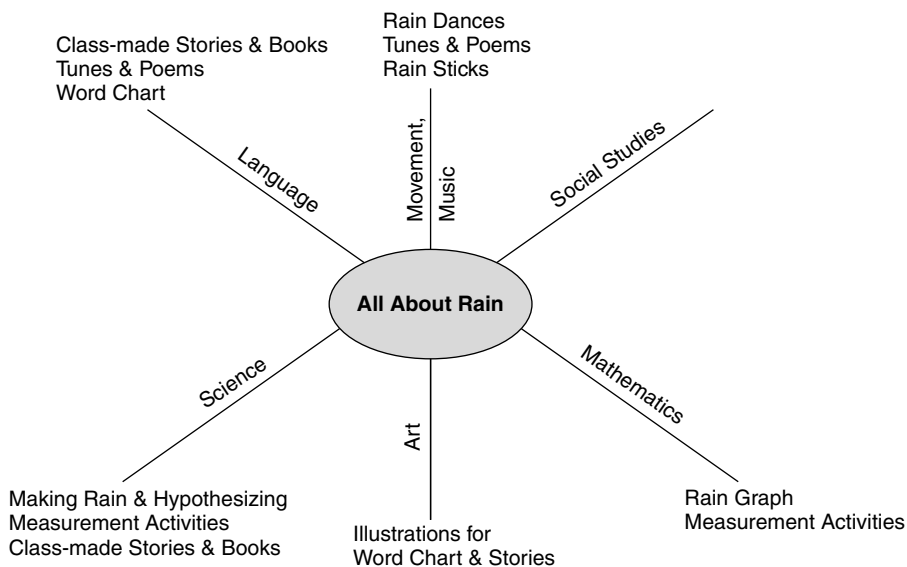 Rain Dances
Tunes & Poems
Rain Sticks
Class-made Stories & Books
Tunes & Poems
Word Chart
Language
Movement,
Music
Social Studies
All About Rain
Science
Art
Mathematics
Making Rain & Hypothesizing
Measurement Activities
Class-made Stories & Books
Illustrations for
Word Chart & Stories
Rain Graph
Measurement Activities